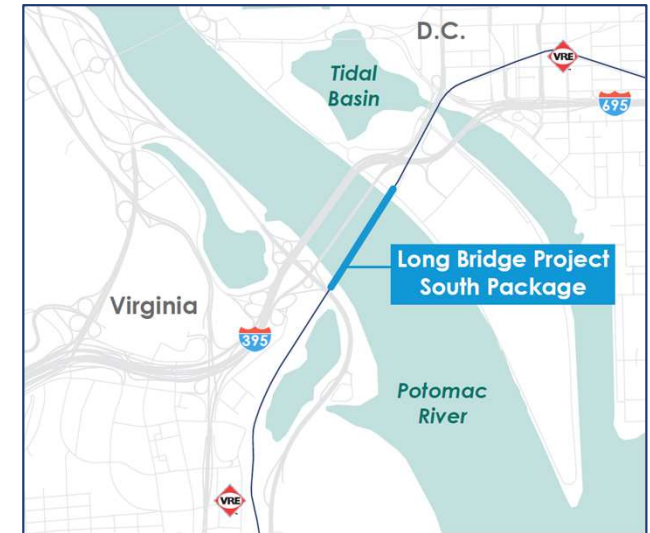 D.C.
VRE
Tidal
Basin
695
Long Bridge Project
South Package
Virginia
395
Potomac
River
VRE